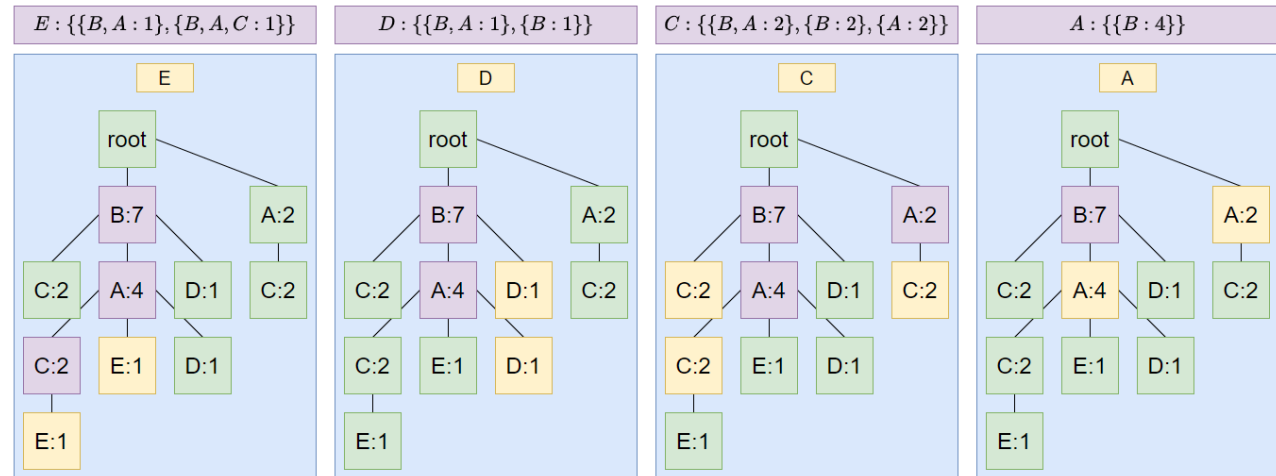 E : {{B, A : 1}, {B, A, C : 1}}
E
root
B:7
A:2
C:2
A:4
D:1
C:2
C:2
E:1
D:1
E:1
D : {{B, A : 1}, {B : 1}}
D
root
B:7
A:2
C:2
A:4
D:1
C:2
C:2
E:1
D:1
E:1
C : {{B, A : 2}, {B : 2}, {A : 2}}
C
root
B:7
A:2
C:2
A:4
D:1
C:2
C:2
E:1
D:1
E:1
A : {{B : 4}}
A
root
B:7
A:2
C:2
A:4
D:1
C:2
C:2
E:1
D:1
E:1